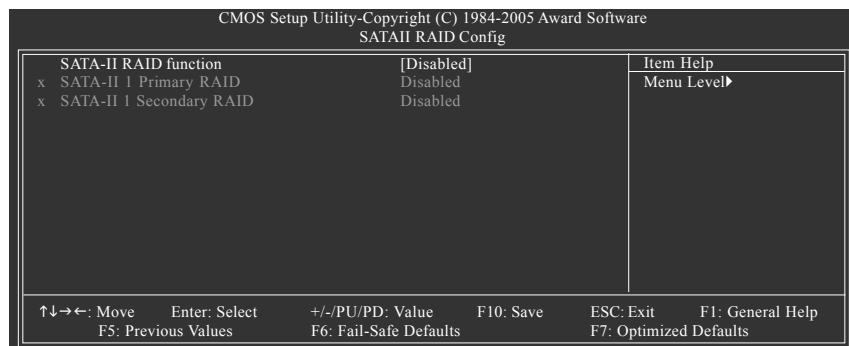 CMOS Setup Utility-Copyright (C) 1984-2005 Award Software
SATAII RAID Config
SATA-II RAID function [Disabled] Item Help
x SATA-II 1 Primary RAID Disabled Menu Level▶
x SATA-II 1 Secondary RAID Disabled
↑↓→←: Move Enter: Select +/-/PU/PD: Value F10: Save ESC: Exit F1: General Help
F5: Previous Values F6: Fail-Safe Defaults F7: Optimized Defaults